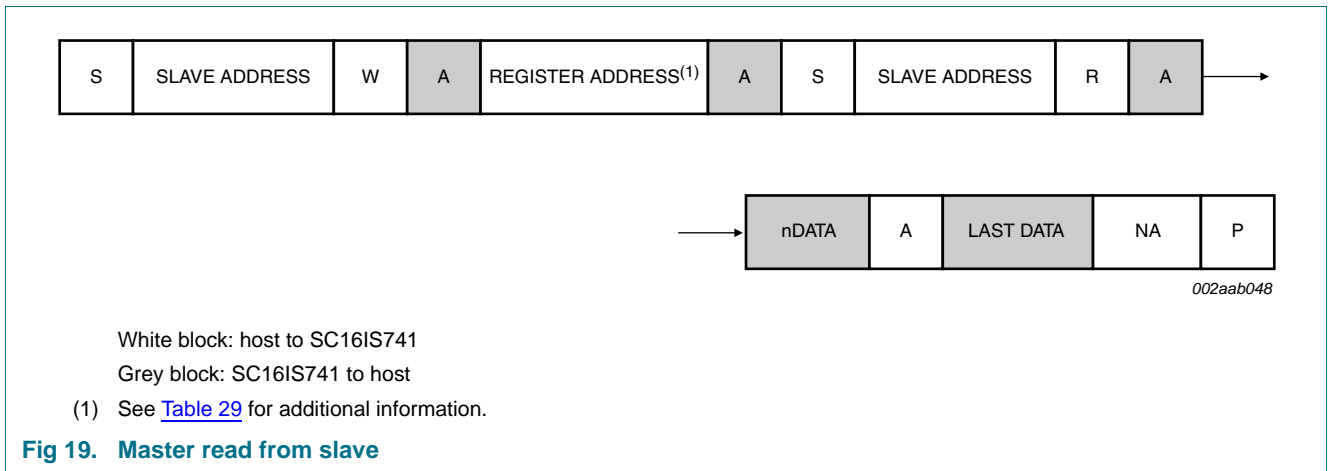 S SLAVE ADDRESS W A REGISTER ADDRESS(1) A S SLAVE ADDRESS R A
nDATA A LAST DATA NA P
002aab048
White block: host to SC16IS741
Grey block: SC16IS741 to host
(1) See Table 29 for additional information.
Fig 19. Master read from slave